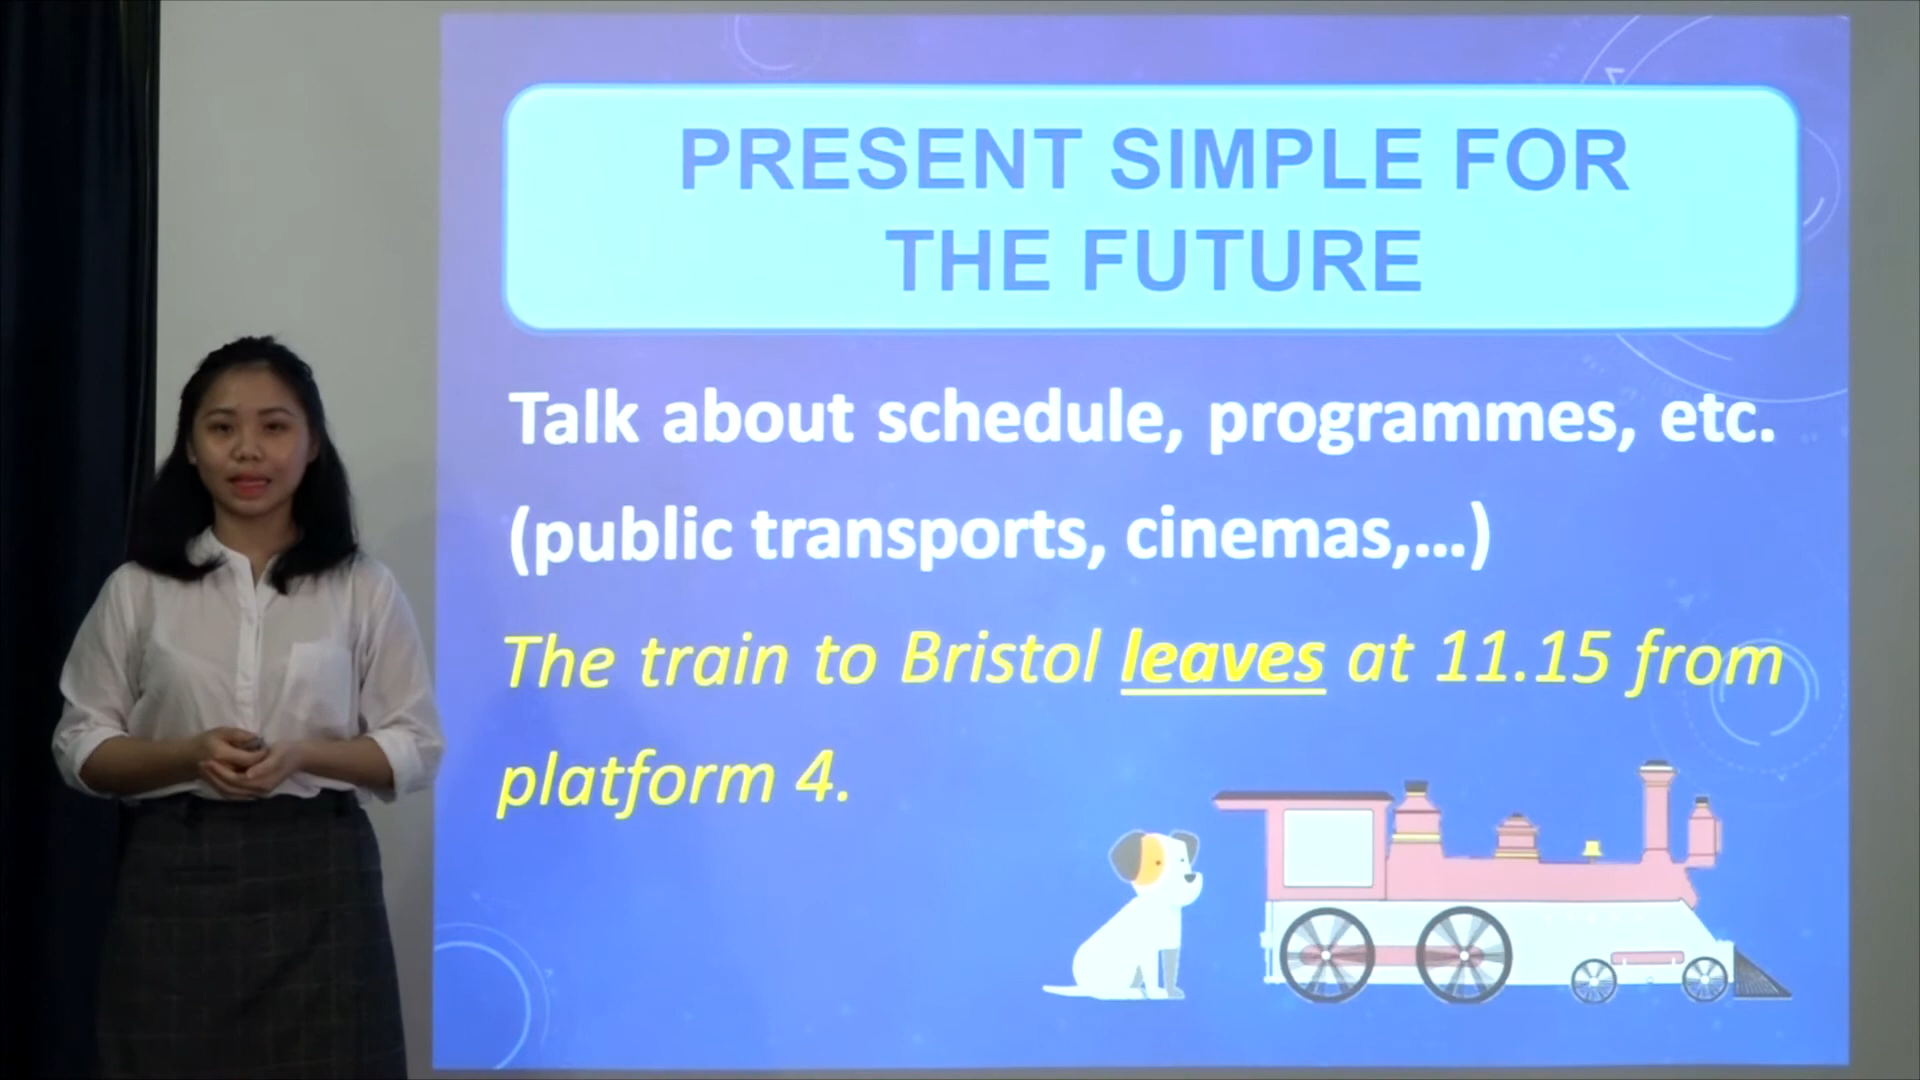 PRESENT SIMPLE FOR
THE FUTURE
Talk about schedule, programmes, etc.
(public transports, cinemas,...)
The train to Bristol leaves at 11.15 from
platform 4.